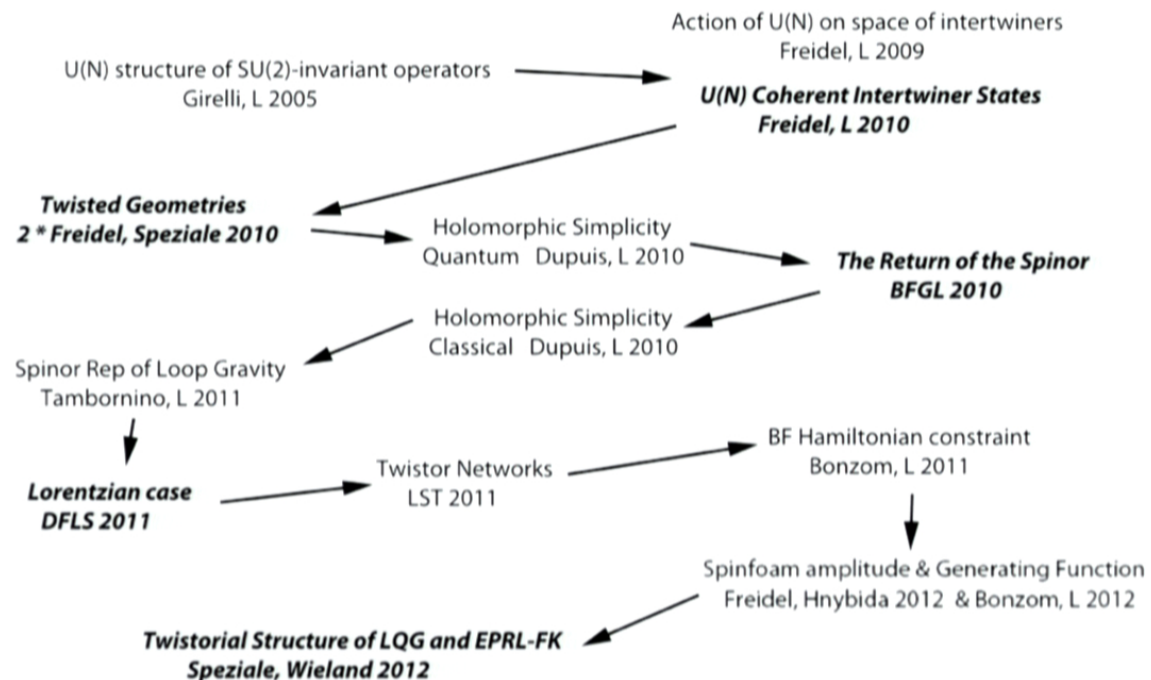 Action of U(N) on space of intertwiners
Freidel, L 2009
U(N) structure of SU(2)-invariant operators
Girelli, L 2005
U(N) Coherent Intertwiner States
Freidel, L 2010
Twisted Geometries
2 * Freidel, Speziale 2010
Holomorphic Simplicity
Quantum Dupuis, L 2010
The Return of the Spinor
BFGL 2010
Holomorphic Simplicity
Classical Dupuis, L 2010
Spinor Rep of Loop Gravity
Tambornino, L 2011
Lorentzian case
DFLS 2011
Twistor Networks
LST 2011
BF Hamiltonian constraint
Bonzom, L 2011
Spinfoam amplitude & Generating Function
Freidel, Hnybida 2012 & Bonzom, L 2012
Twistorial Structure of LQG and EPRL-FK
Speziale, Wieland 2012